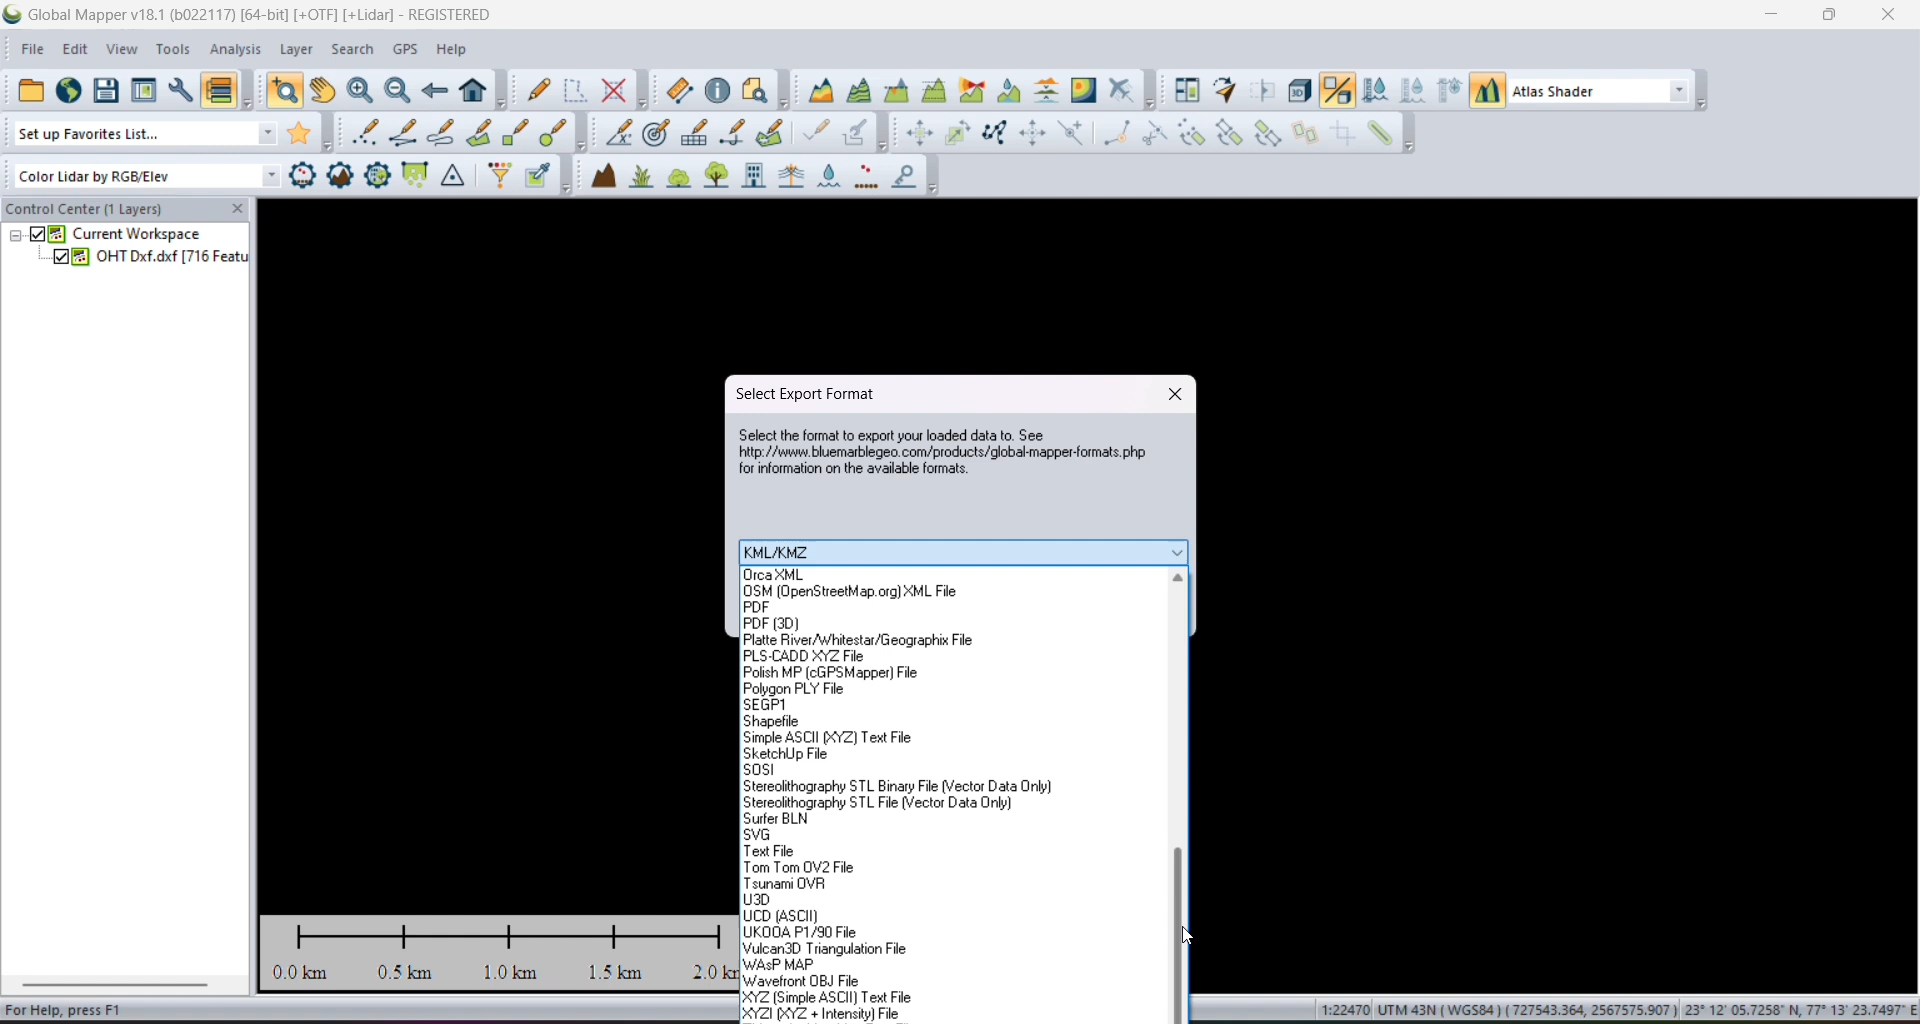 Global Mapper v18.1 (b022117) [64-bit] [+OTF] [+Lidar] - REGISTERED
File Edit View Tools Analysis Layer Search GPS Help
3D
Atlas Shader
Set up Favorites List...
Color Lidar by RGB/Elev
Control Center (1 Layers)
Current Workspace
OHT Dxf.dxf [716 Featu
Select Export Format
Select the format to export your loaded data to. See
http://www.bluemarblegeo.com/products/global-mapper-formats.php
for information on the available formats.
KML/KMZ
Orca XML
OSM (OpenStreetMap.org) XML File
PDF
PDF (3D)
Platte River/Whitestar/Geographix File
PLS-CADD XYZ File
Polish MP (cGPSMapper) File
Polygon PLY File
SEGP1
Shapefile
Simple ASCII (XYZ) Text File
SketchUp File
SOSI
Stereolithography STL Binary File (Vector Data Only)
Stereolithography STL File (Vector Data Only)
Surfer BLN
SVG
Text File
Tom Tom OV2 File
Tsunami OVR
U3D
UCD (ASCII)
UKOOA P1/90 File
Vulcan3D Triangulation File
WAsP MAP
Wavefront OBJ File
XYZ (Simple ASCII) Text File
XYZI (XYZ + Intensity) File
0.0 km 0.5 km 1.0 km 1.5 km 2.0 km
For Help, press F1
1:22470 UTM 43N ( WGS84 ) ( 727543.364, 2567575.907 ) 23° 12' 05.7258" N, 77° 13' 23.7497" E